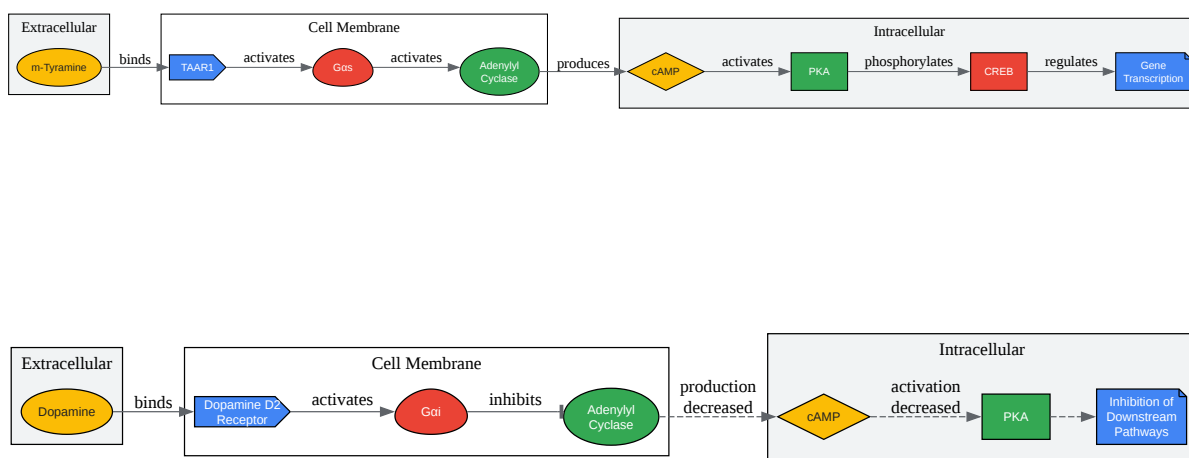 Extracellular
Cell Membrane
Intracellular
m-Tyramine
binds
TAAR1
activates
Gαs
activates
Adenylyl
Cyclase
produces
cAMP
activates
PKA
phosphorylates
CREB
regulates
Gene
Transcription
Extracellular
Cell Membrane
Intracellular
Dopamine
binds
Dopamine D2
Receptor
activates
Gαi
inhibits
Adenylyl
Cyclase
production
decreased
cAMP
activation
decreased
PKA
Inhibition of
Downstream
Pathways